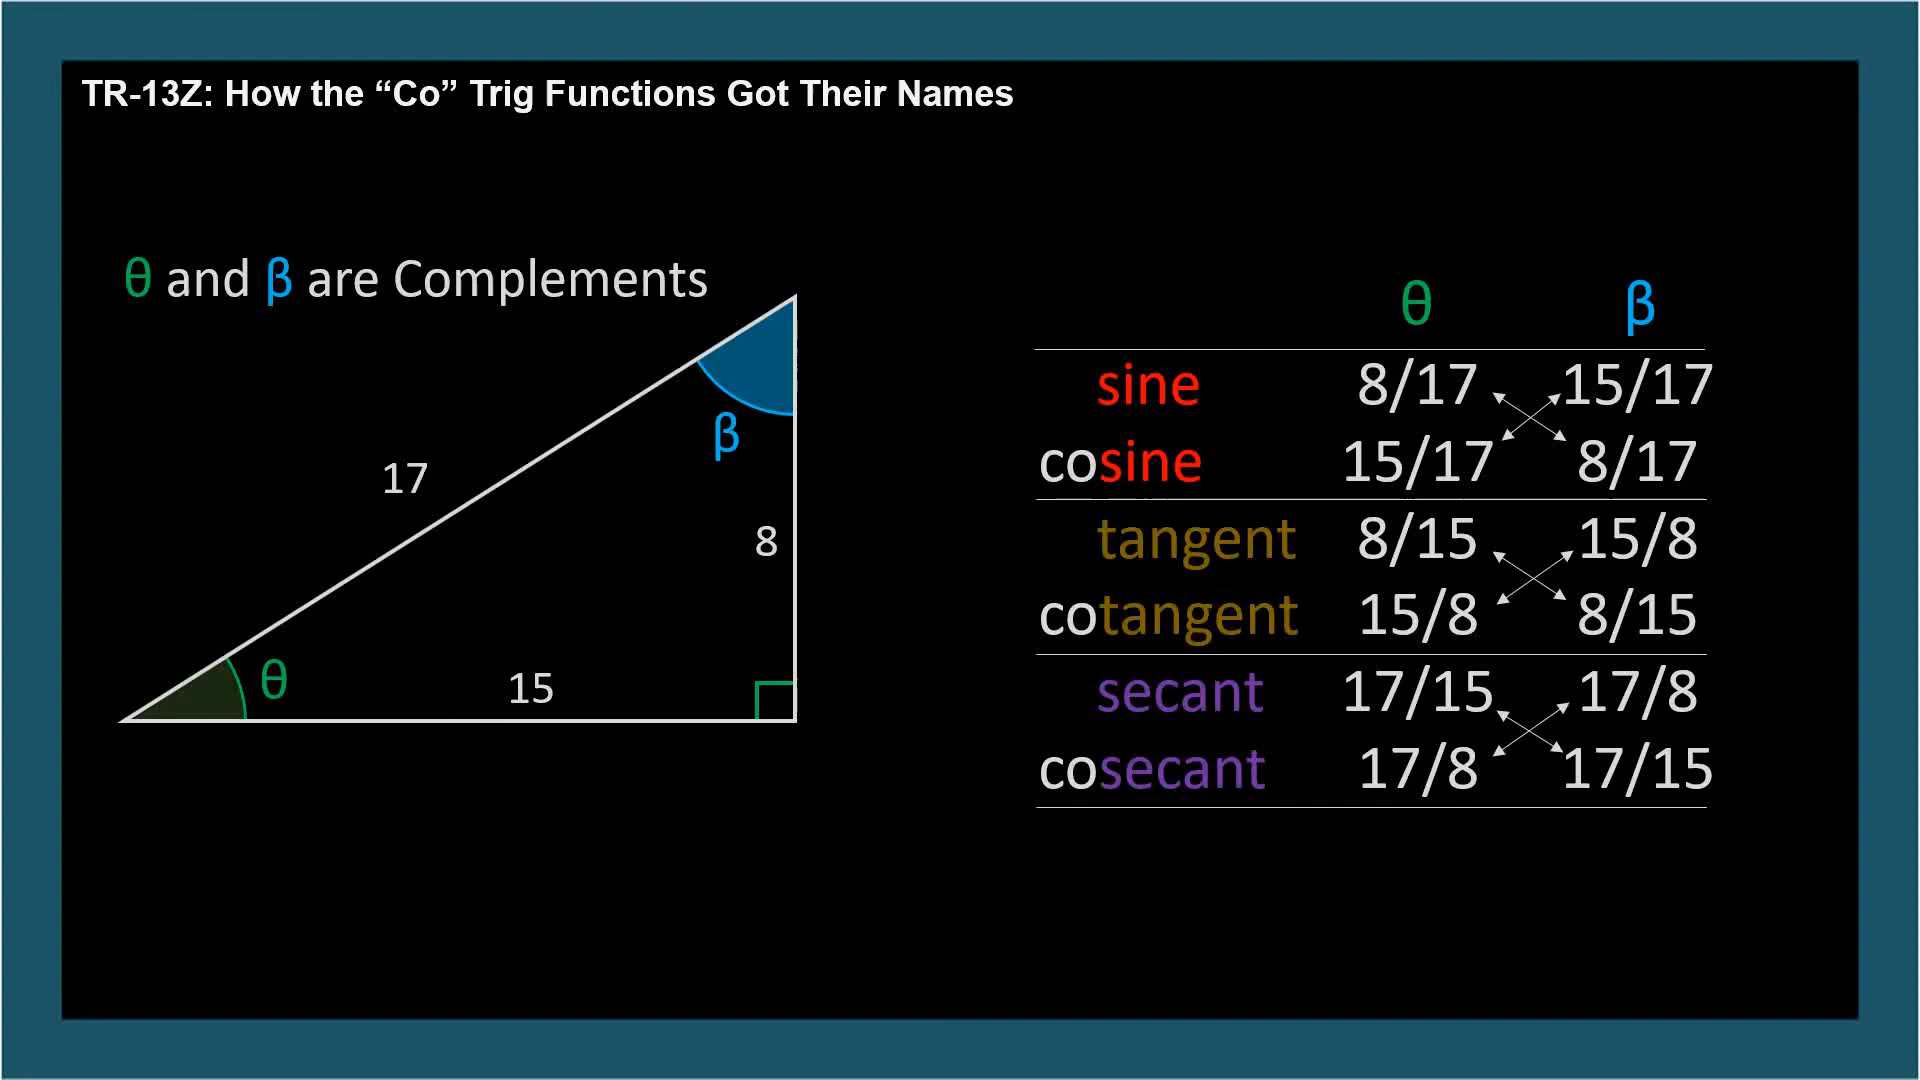 TR-13Z: How the “Co” Trig Functions Got Their Names
θ and β are Complements
17
β
8
θ
15
θ β
sine 8/17 15/17
cosine 15/17 8/17
tangent 8/15 15/8
cotangent 15/8 8/15
secant 17/15 17/8
cosecant 17/8 17/15